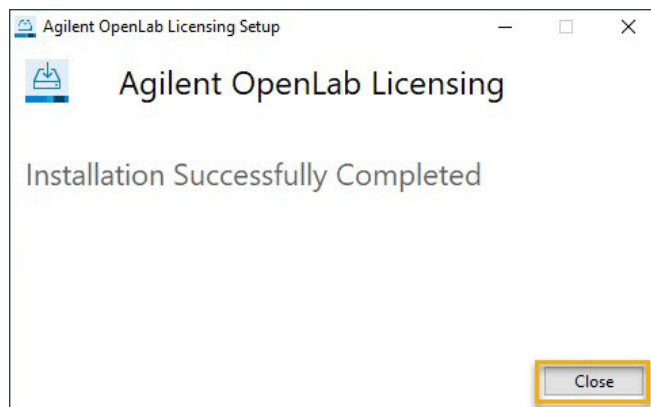 Agilent OpenLab Licensing Setup
Agilent OpenLab Licensing
Installation Successfully Completed
Close